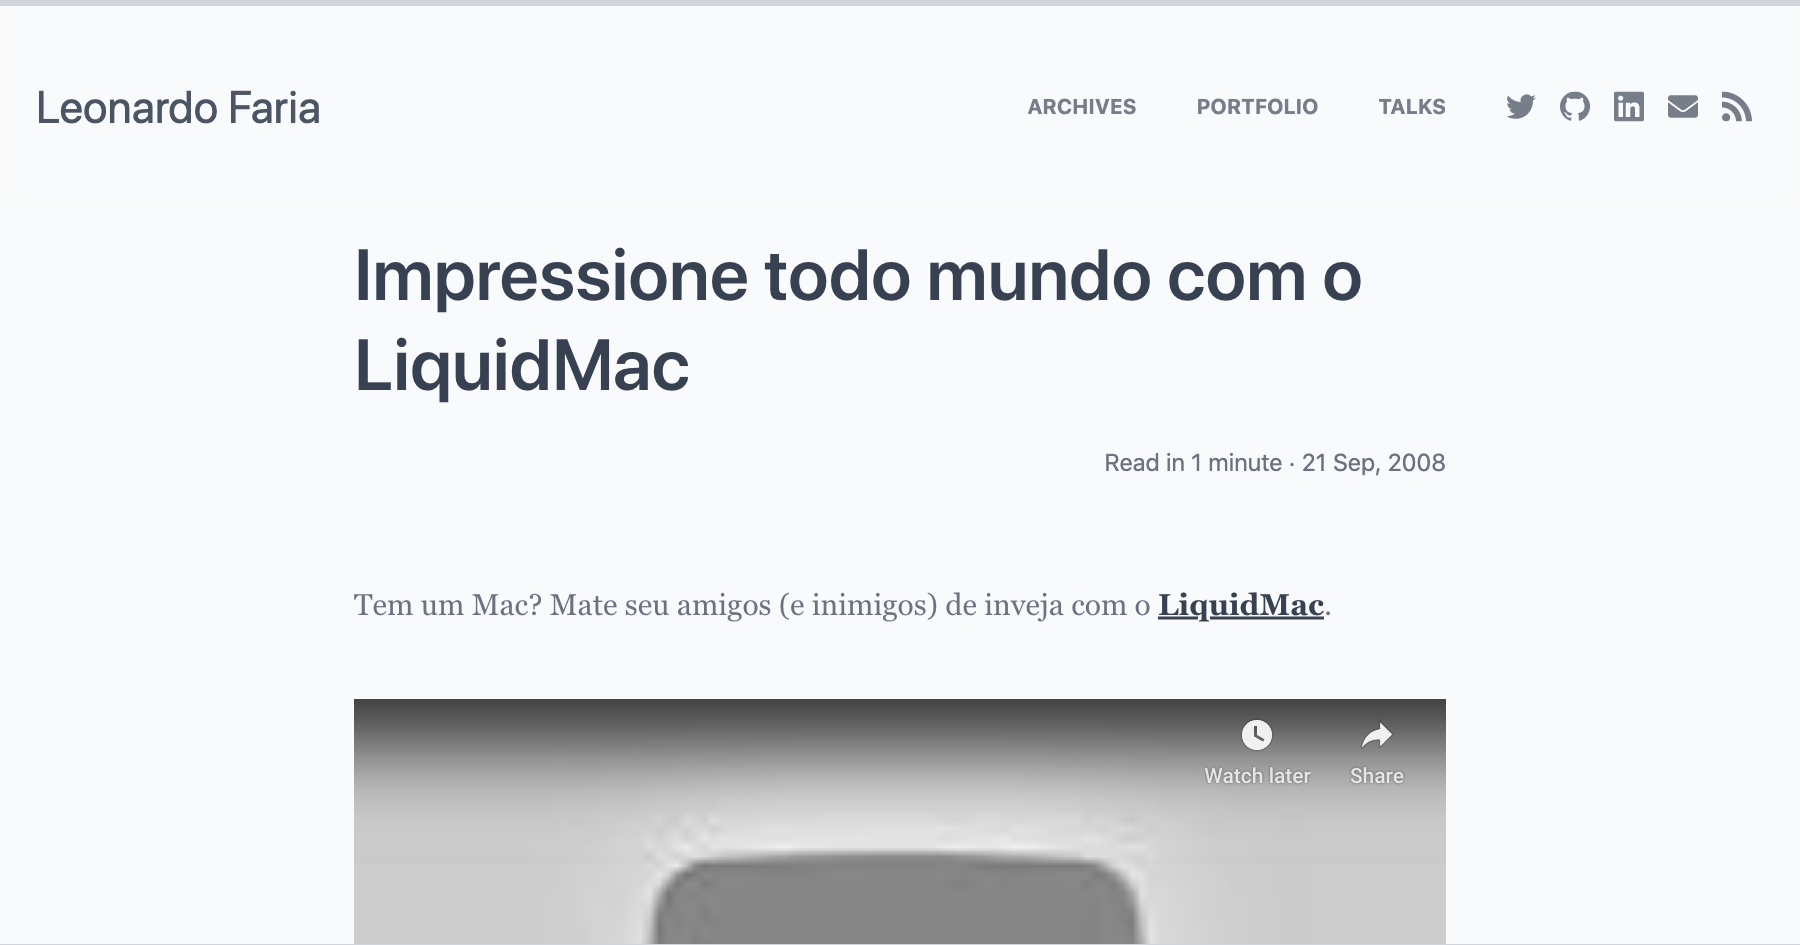 Leonardo Faria
ARCHIVES
PORTFOLIO
TALKS
Impressione todo mundo com o
LiquidMac
Read in 1 minute · 21 Sep, 2008
Tem um Mac? Mate seu amigos (e inimigos) de inveja com o LiquidMac.
Watch later
Share